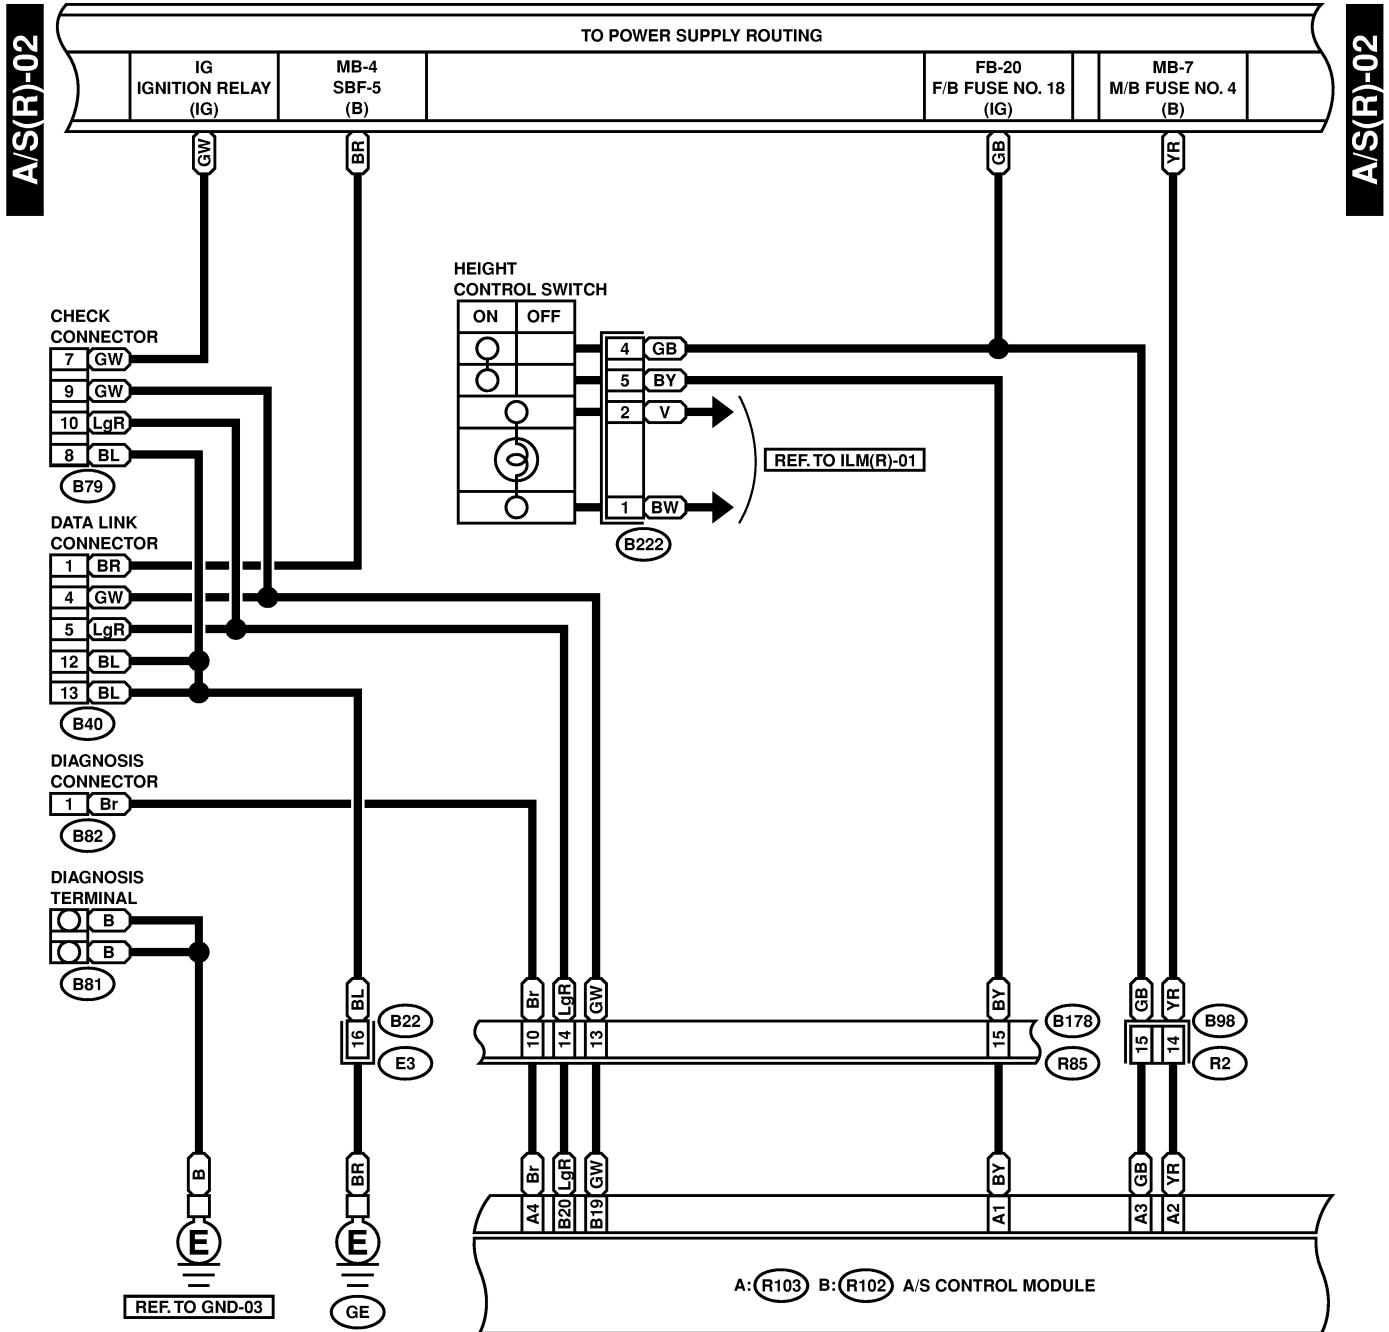 A/S(R)-02
A/S(R)-02
TO POWER SUPPLY ROUTING
IG
IGNITION RELAY
(IG)
MB-4
SBF-5
(B)
FB-20
F/B FUSE NO. 18
(IG)
MB-7
M/B FUSE NO. 4
(B)
GW
BR
GB
YR
HEIGHT
CONTROL SWITCH
ON OFF
4 GB
5 BY
2 V
1 BW
B222
REF. TO ILM(R)-01
CHECK
CONNECTOR
7 GW
9 GW
10 LgR
8 BL
B79
DATA LINK
CONNECTOR
1 BR
4 GW
5 LgR
12 BL
13 BL
B40
DIAGNOSIS
CONNECTOR
1 Br
B82
DIAGNOSIS
TERMINAL
B
B
B81
BL
16
B22
E3
Br LgR GW BY GB YR
10 14 13 15
B178
R85
15 14
B98
R2
B BR Br LgR GW BY GB YR
A4 B20 B19 A1 A3 A2
E
E
REF. TO GND-03
GE
A: R103 B: R102 A/S CONTROL MODULE